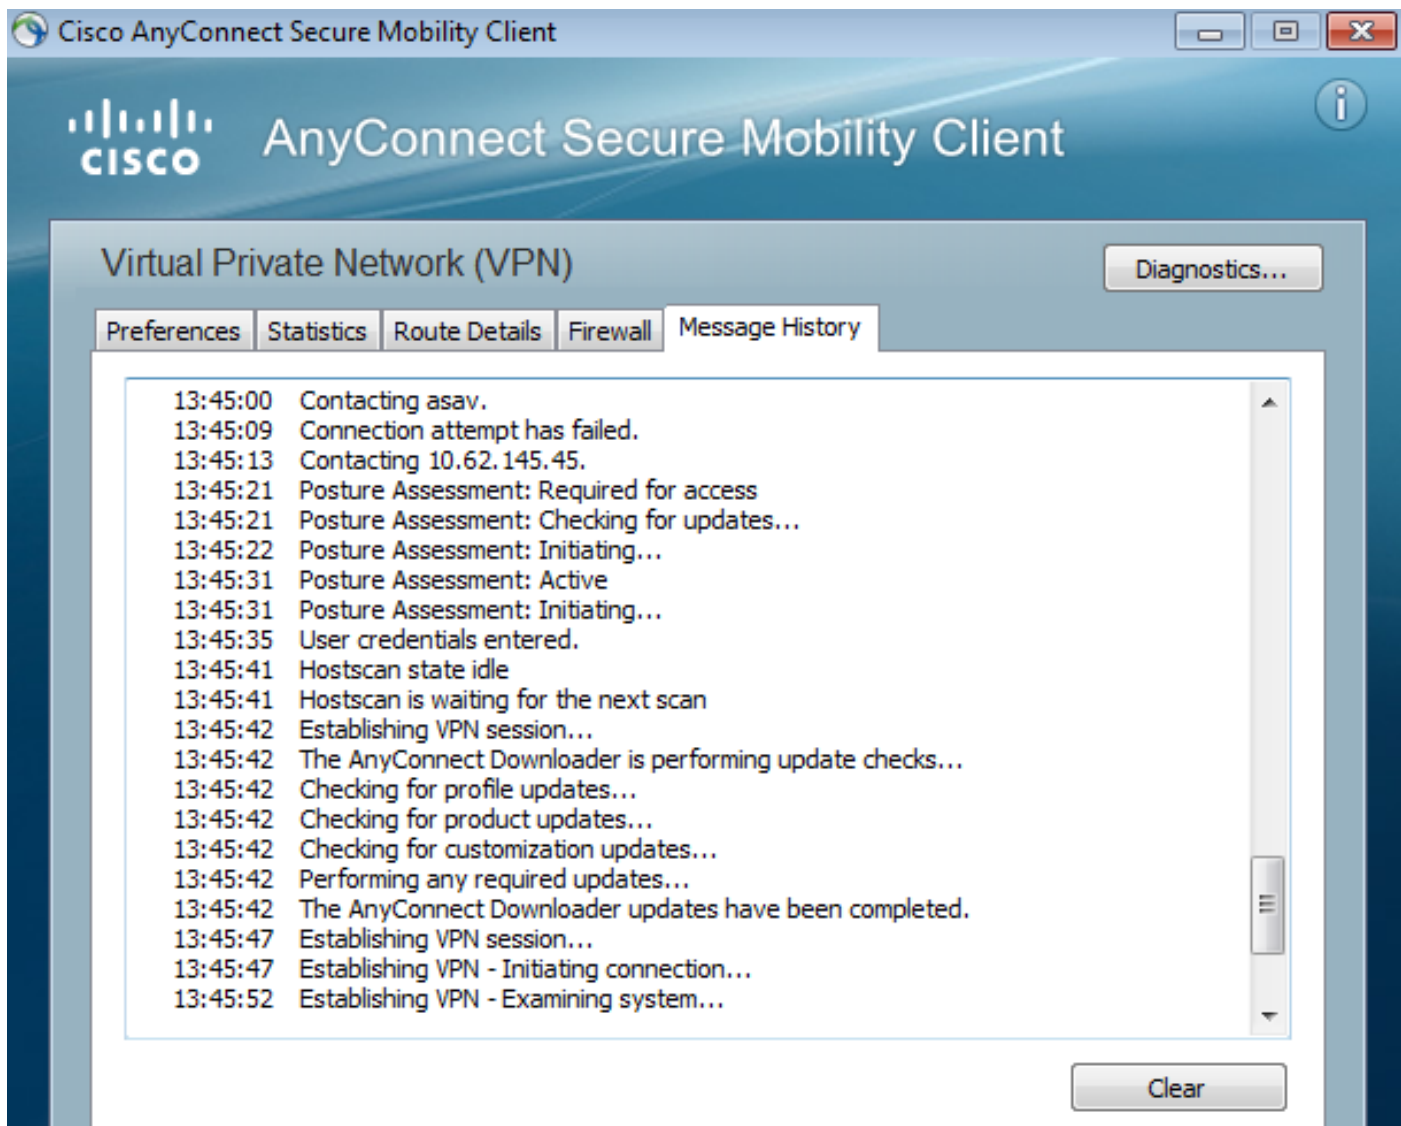 Cisco AnyConnect Secure Mobility Client
CISCO AnyConnect Secure Mobility Client
Virtual Private Network (VPN)
Diagnostics...
Preferences Statistics Route Details Firewall Message History
13:45:00 Contacting asav.
13:45:09 Connection attempt has failed.
13:45:13 Contacting 10.62.145.45.
13:45:21 Posture Assessment: Required for access
13:45:21 Posture Assessment: Checking for updates...
13:45:22 Posture Assessment: Initiating...
13:45:31 Posture Assessment: Active
13:45:31 Posture Assessment: Initiating...
13:45:35 User credentials entered.
13:45:41 Hostscan state idle
13:45:41 Hostscan is waiting for the next scan
13:45:42 Establishing VPN session...
13:45:42 The AnyConnect Downloader is performing update checks...
13:45:42 Checking for profile updates...
13:45:42 Checking for product updates...
13:45:42 Checking for customization updates...
13:45:42 Performing any required updates...
13:45:42 The AnyConnect Downloader updates have been completed.
13:45:47 Establishing VPN session...
13:45:47 Establishing VPN - Initiating connection...
13:45:52 Establishing VPN - Examining system...
Clear